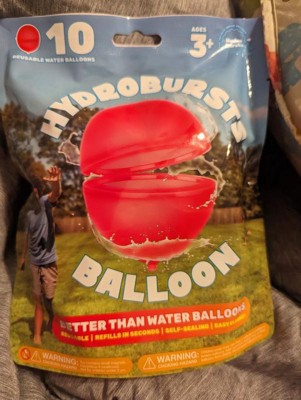 10
REUSABLE WATER BALLOONS
AGES
3+
HYDROBURSTS
BALLOON
BETTER THAN WATER BALLOONS
| REFILLS IN SECONDS | SELF-SEALING |
WARNING:
WARNING: